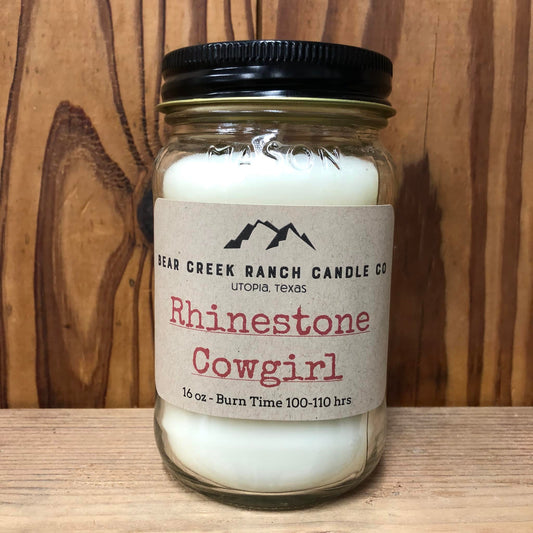 MASON
BEAR CREEK RANCH CANDLE CO
UTOPIA, TEXAS
Rhinestone
Cowgirl
16 oz - Burn Time 100-110 hrs